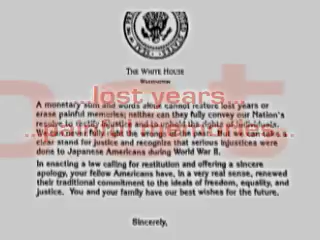 THE WHITE HOUSE
WASHINGTON
lost years...
A monetary sum and words alone cannot restore lost years or
erase painful memories; neither can they fully convey our Nation's
resolve to rectify injustice and to uphold the rights of individuals.
We can never fully right the wrongs of the past. But we can take a
clear stand for justice and recognize that serious injustices were
done to Japanese Americans during World War II.
In enacting a law calling for restitution and offering a sincere
apology, your fellow Americans have, in a very real sense, renewed
their traditional commitment to the ideals of freedom, equality, and
justice. You and your family have our best wishes for the future.
Sincerely,